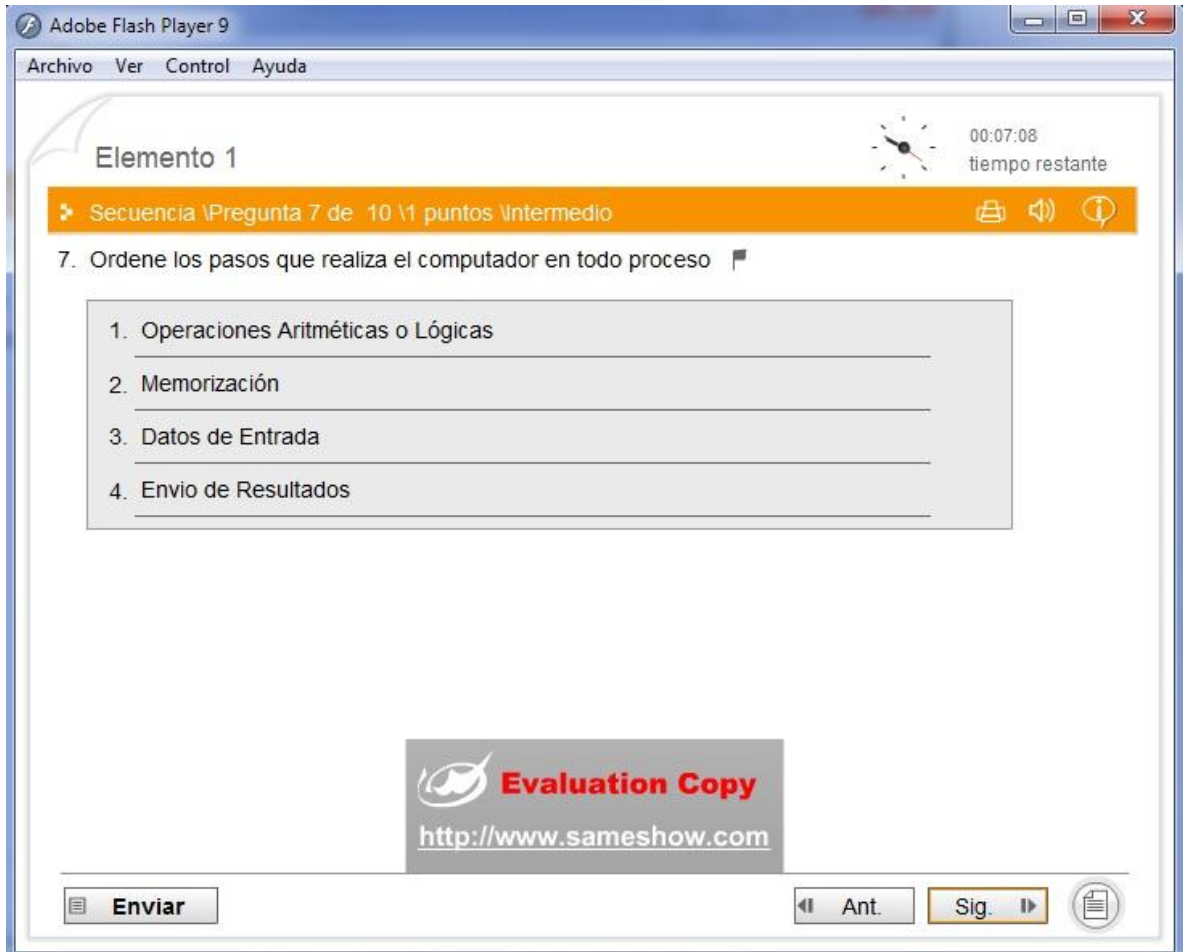 Adobe Flash Player 9
Archivo Ver Control Ayuda
Elemento 1
00:07:08
tiempo restante
Secuencia \Pregunta 7 de 10 \1 puntos \Intermedio
7. Ordene los pasos que realiza el computador en todo proceso
1. Operaciones Aritméticas o Lógicas
2. Memorización
3. Datos de Entrada
4. Envio de Resultados
Evaluation Copy
http://www.sameshow.com
Enviar Ant. Sig.